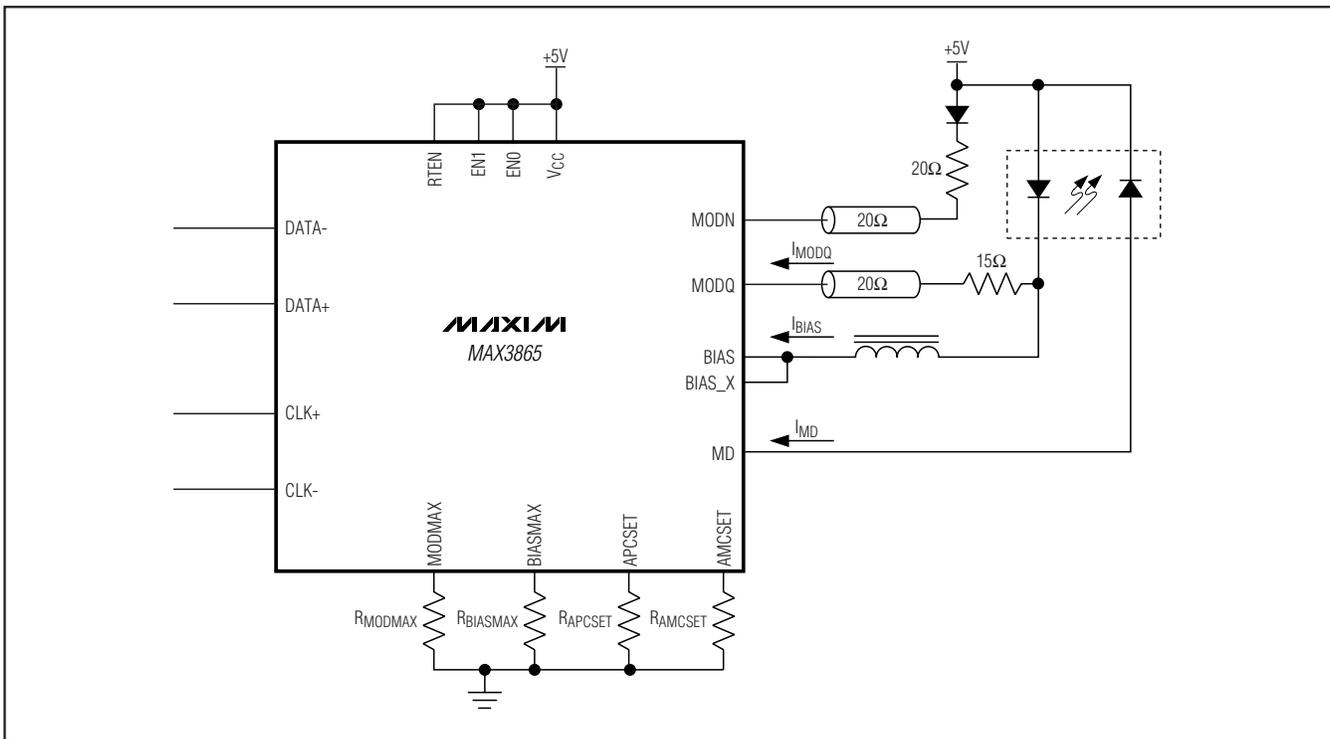 +5V
+5V
RTEN
EN1
EN0
VCC
20Ω
MODN
20Ω
DATA-
IMODQ
15Ω
MODQ
20Ω
DATA+
MAXIM
MAX3865
IBIAS
BIAS
BIAS_X
CLK+
IMD
MD
CLK-
MODMAX
BIASMAX
APCSET
AMCSET
RMODMAX
RBIASMAX
RAPCSET
RAMCSET